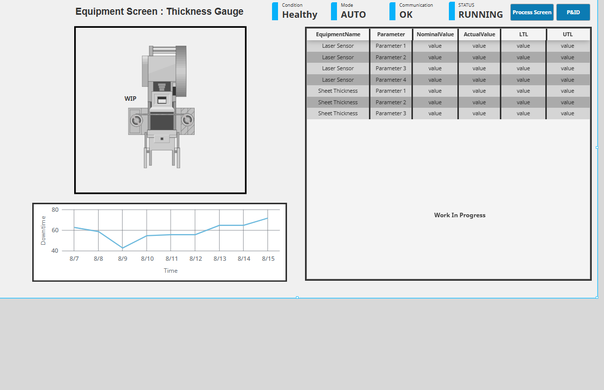 Equipment Screen : Thickness Gauge
Condition
Healthy
Mode
AUTO
Communication
OK
STATUS
RUNNING
Process Screen
P&ID
WIP
EquipmentName Parameter NominalValue ActualValue LTL UTL
Laser Sensor Parameter 1 value value value value
Laser Sensor Parameter 2 value value value value
Laser Sensor Parameter 3 value value value value
Laser Sensor Parameter 4 value value value value
Sheet Thickness Parameter 1 value value value value
Sheet Thickness Parameter 2 value value value value
Sheet Thickness Parameter 3 value value value value
Work In Progress
Downtime
80
60
40
8/7 8/8 8/9 8/10 8/11 8/12 8/13 8/14 8/15
Time